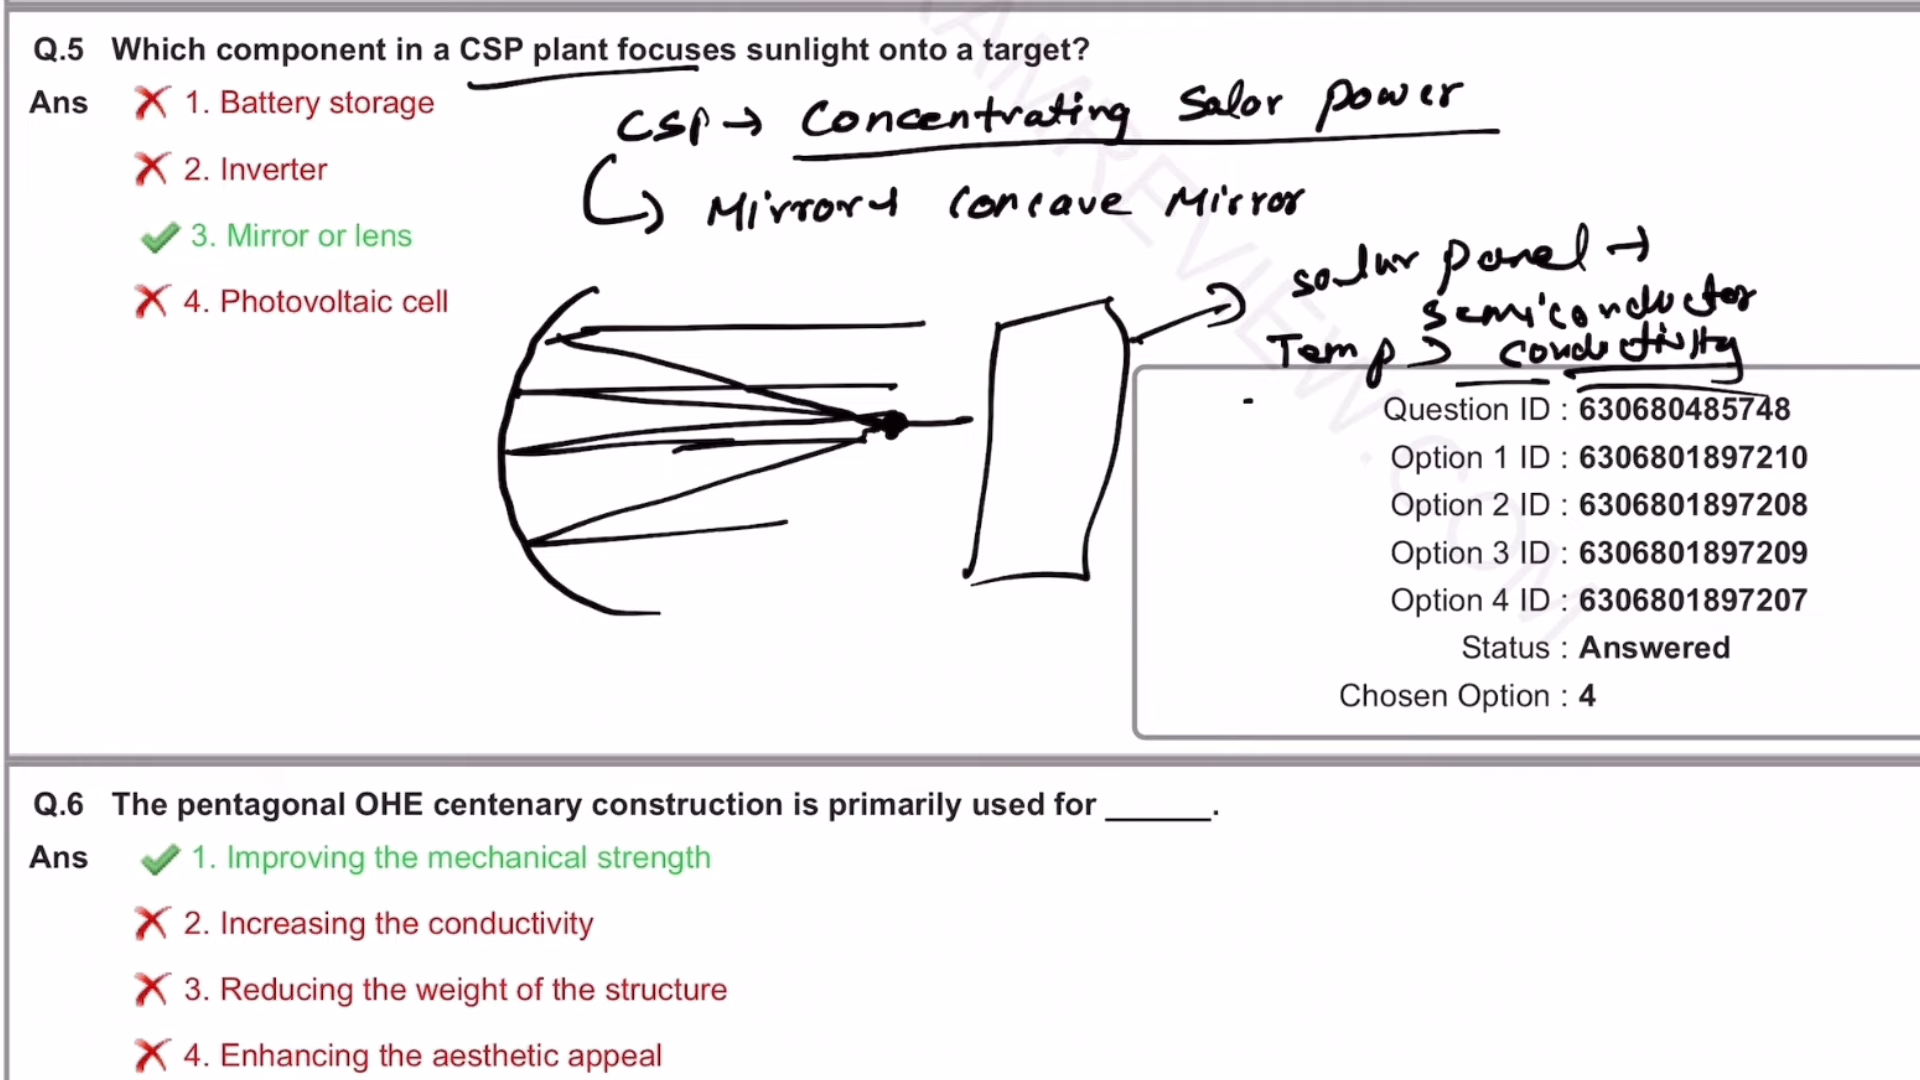 Q.5 Which component in a CSP plant focuses sunlight onto a target?
Ans 1. Battery storage
2. Inverter
3. Mirror or lens
4. Photovoltaic cell
CSP → Concentrating Salor power
Mirror Concave Mirror
solar panel →
semiconductor
Temp conductivity
Question ID : 630680485748
Option 1 ID : 6306801897210
Option 2 ID : 6306801897208
Option 3 ID : 6306801897209
Option 4 ID : 6306801897207
Status : Answered
Chosen Option : 4
Q.6 The pentagonal OHE centenary construction is primarily used for ______.
Ans 1. Improving the mechanical strength
2. Increasing the conductivity
3. Reducing the weight of the structure
4. Enhancing the aesthetic appeal